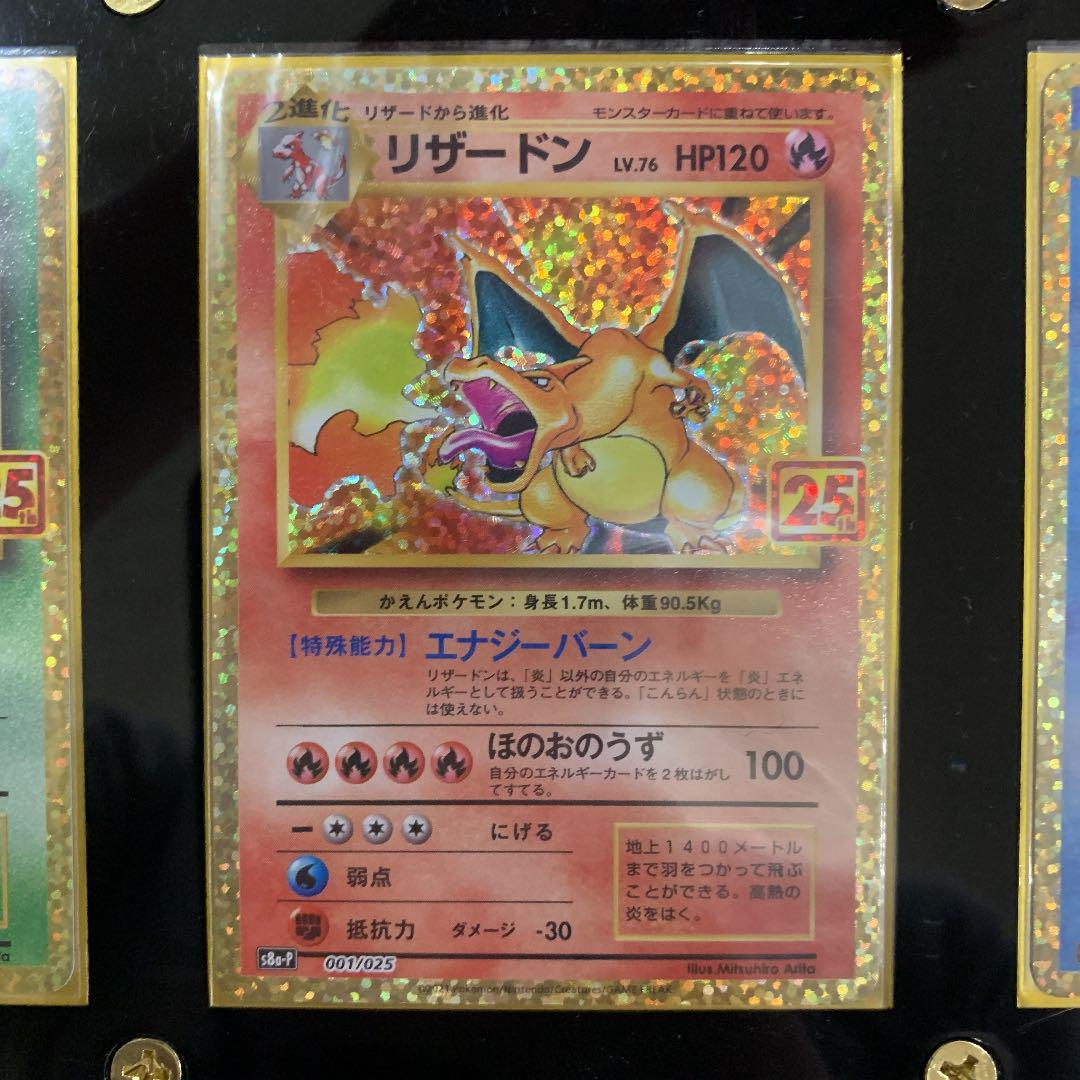 2進化 リザードから進化 モンスターカードに重ねて使います。
リザードン LV.76 HP120
25th
かえんポケモン：身長1.7m、体重90.5Kg
【特殊能力】エナジーバーン
リザードンは、「炎」以外の自分のエネルギーを「炎」エネ
ルギーとして扱うことができる。「こんらん」状態のときに
は使えない。
ほのおのうず 100
自分のエネルギーカードを2枚はがし
てすてる。
にげる
弱点
抵抗力 ダメージ -30
地上1400メートル
まで羽をつかって飛ぶ
ことができる。高熱の
炎をはく。
s8a-P 001/025
Illus.Mitsuhiro Arita
©2021 Pokémon/Nintendo/Creatures/GAME FREAK